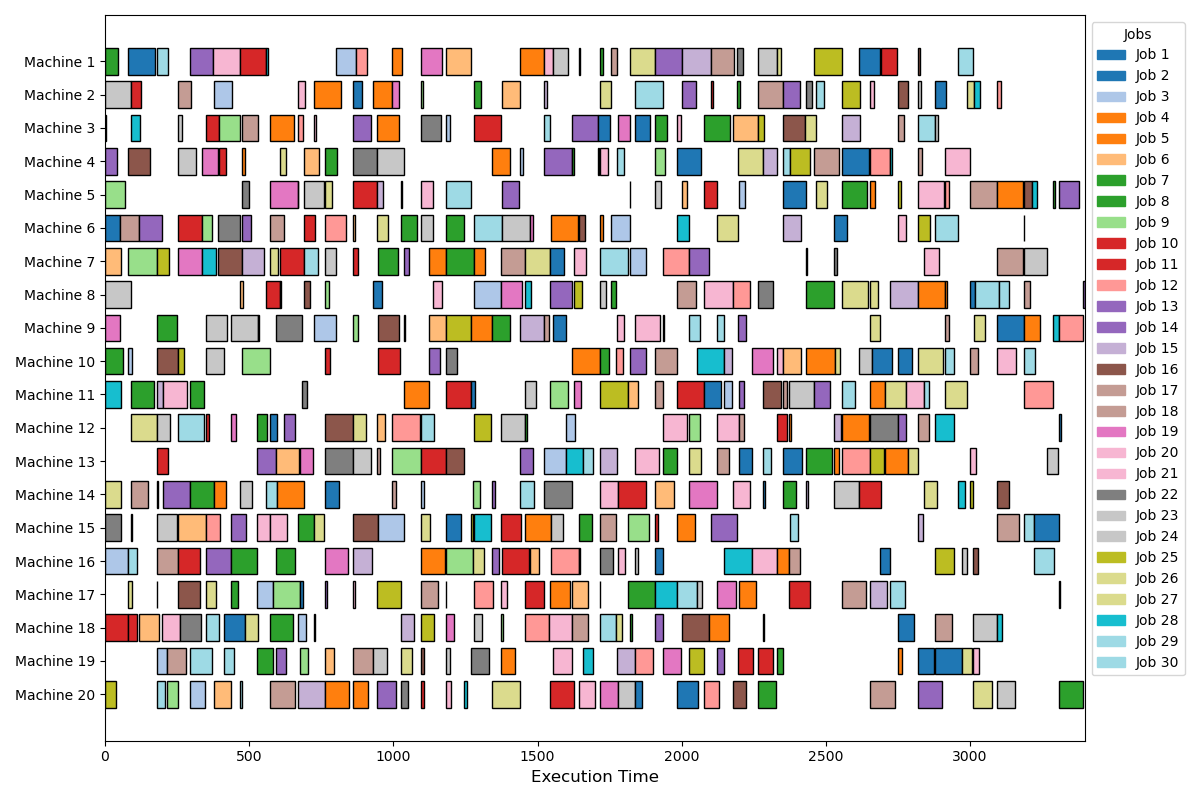 Machine 1
Machine 2
Machine 3
Machine 4
Machine 5
Machine 6
Machine 7
Machine 8
Machine 9
Machine 10
Machine 11
Machine 12
Machine 13
Machine 14
Machine 15
Machine 16
Machine 17
Machine 18
Machine 19
Machine 20
0 500 1000 1500 2000 2500 3000
Execution Time
Jobs
Job 1
Job 2
Job 3
Job 4
Job 5
Job 6
Job 7
Job 8
Job 9
Job 10
Job 11
Job 12
Job 13
Job 14
Job 15
Job 16
Job 17
Job 18
Job 19
Job 20
Job 21
Job 22
Job 23
Job 24
Job 25
Job 26
Job 27
Job 28
Job 29
Job 30